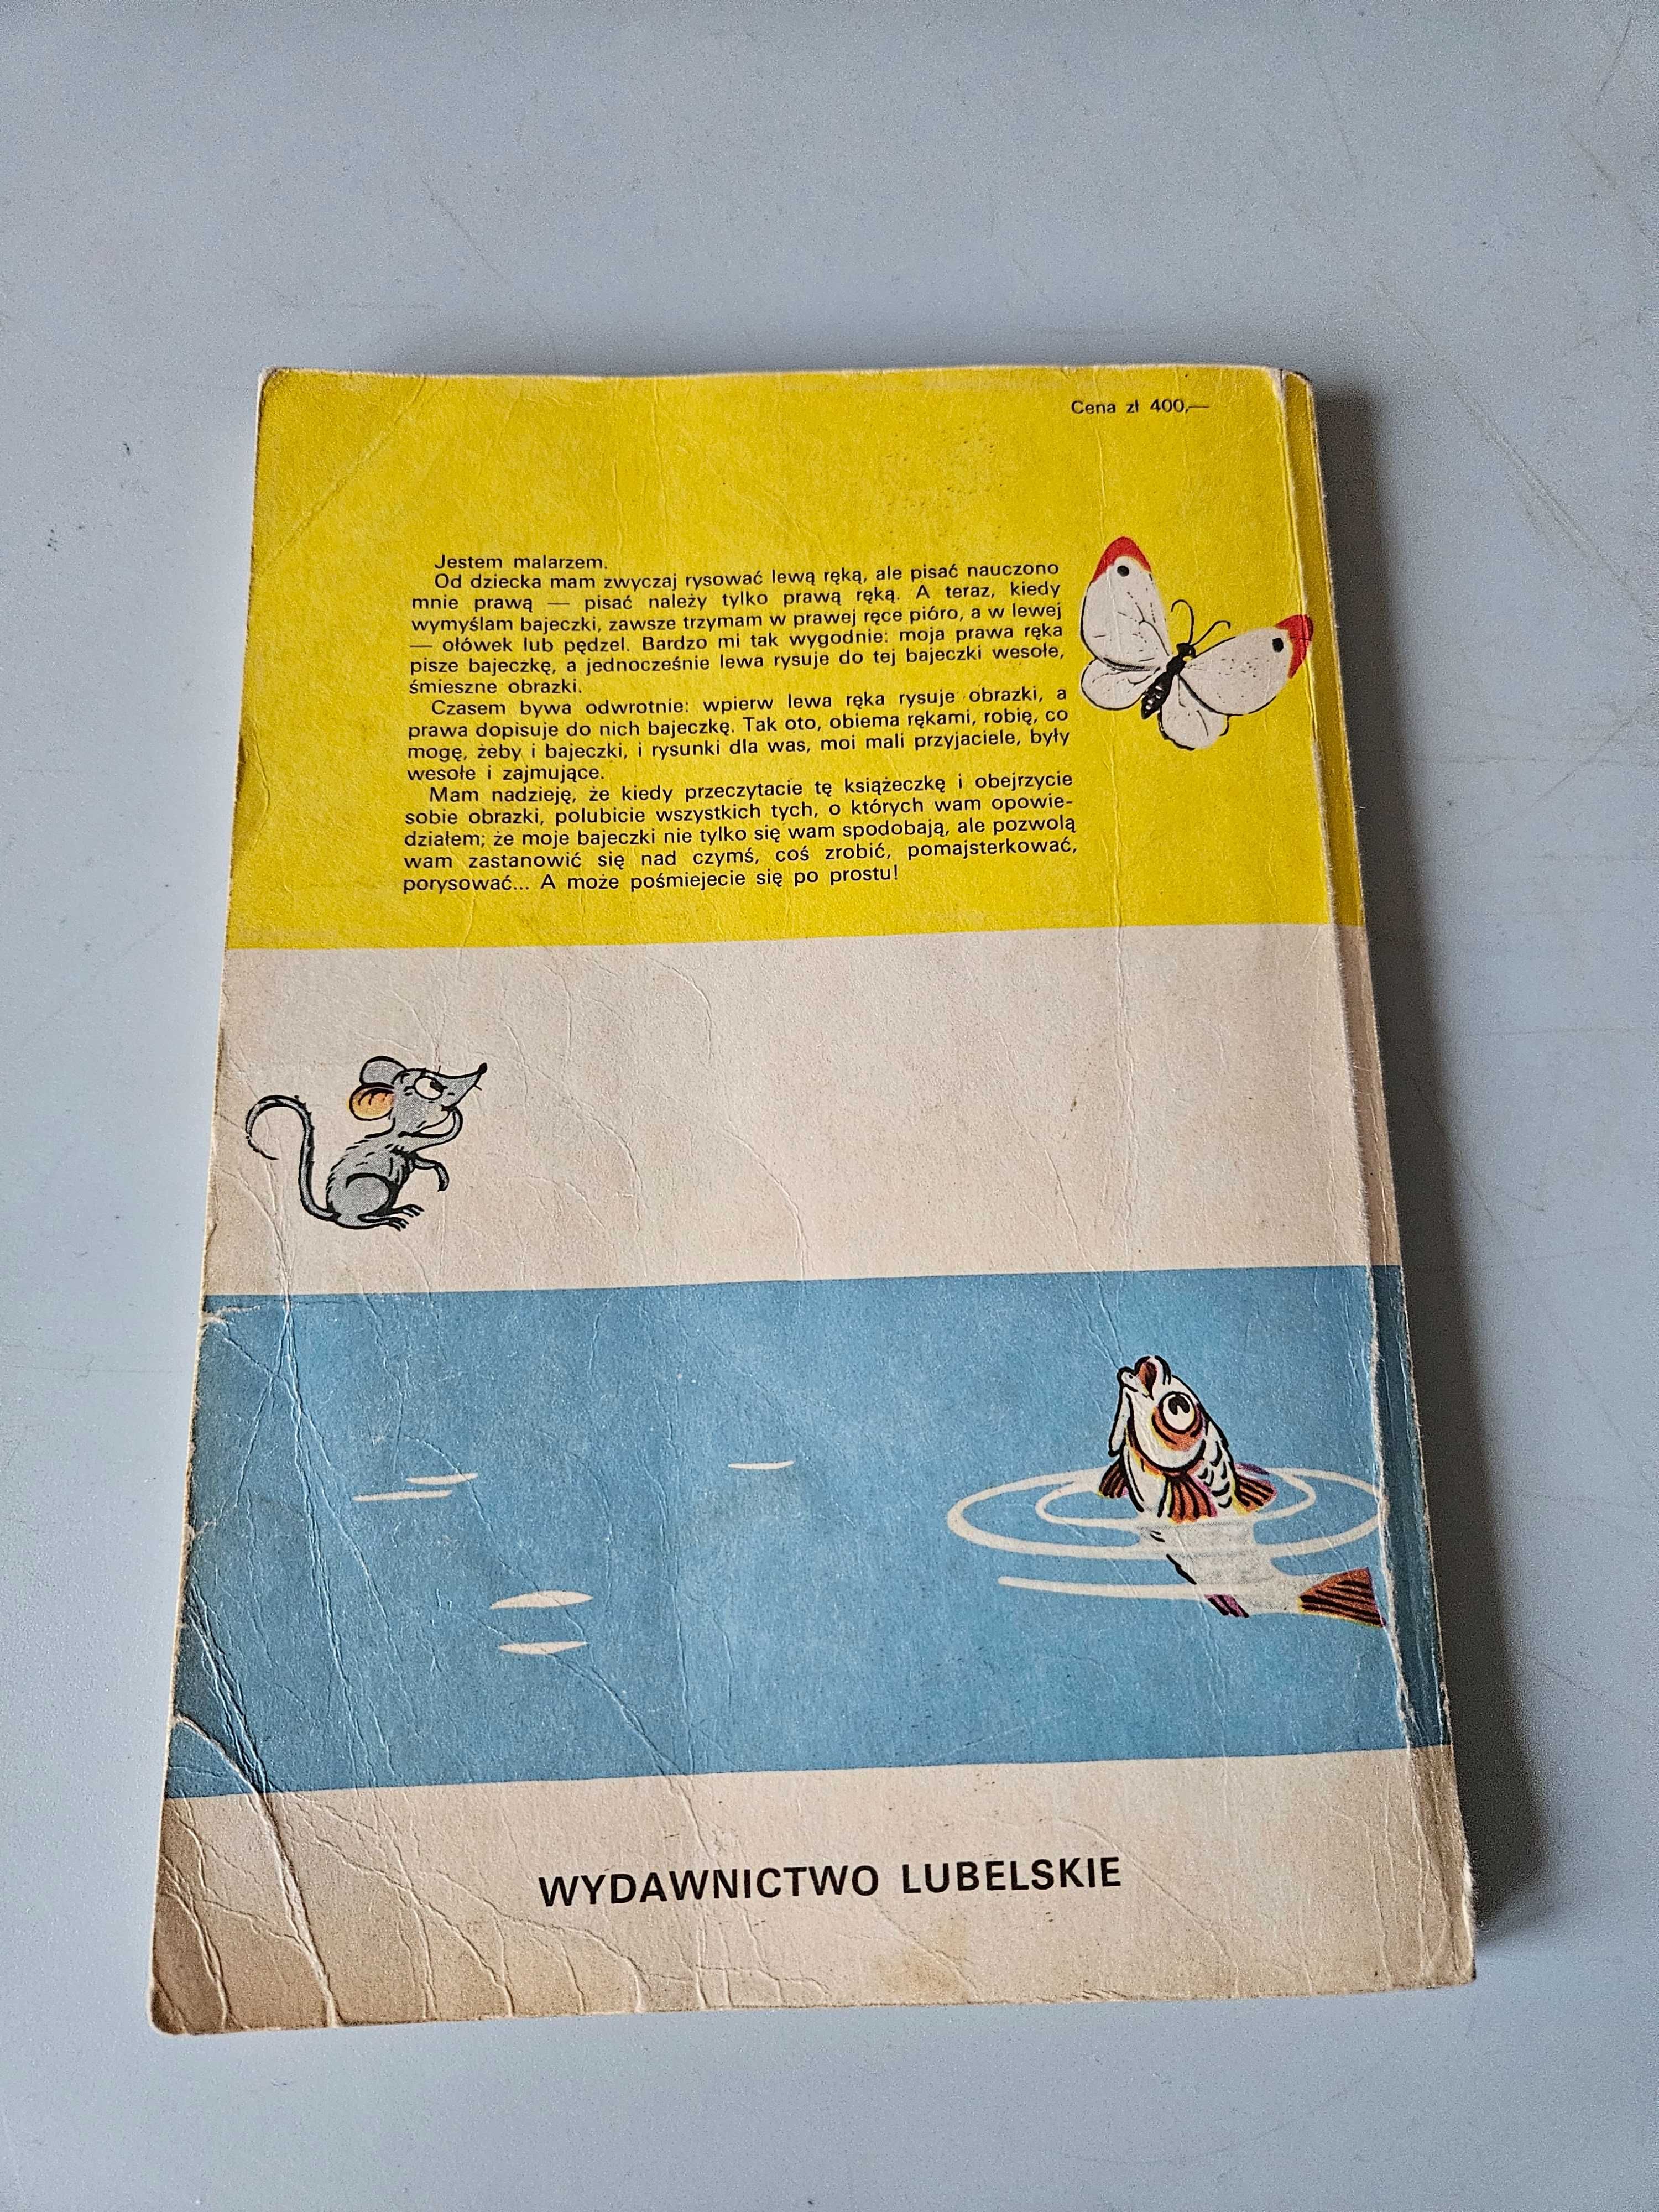 Cena zł 400,—
Jestem malarzem.
Od dziecka mam zwyczaj rysować lewą ręką, ale pisać nauczono
mnie prawą — pisać należy tylko prawą ręką. A teraz, kiedy
wymyślam bajeczki, zawsze trzymam w prawej ręce pióro, a w lewej
— ołówek lub pędzel. Bardzo mi tak wygodnie: moja prawa ręka
pisze bajeczkę, a jednocześnie lewa rysuje do tej bajeczki wesołe,
śmieszne obrazki.
Czasem bywa odwrotnie: wpierw lewa ręka rysuje obrazki, a
prawa dopisuje do nich bajeczkę. Tak oto, obiema rękami, robię, co
mogę, żeby i bajeczki, i rysunki dla was, moi mali przyjaciele, były
wesołe i zajmujące.
Mam nadzieję, że kiedy przeczytacie tę książeczkę i obejrzycie
sobie obrazki, polubicie wszystkich tych, o których wam opowie-
działem; że moje bajeczki nie tylko się wam spodobają, ale pozwolą
wam zastanowić się nad czymś, coś zrobić, pomajsterkować,
porysować... A może pośmiejecie się po prostu!
WYDAWNICTWO LUBELSKIE